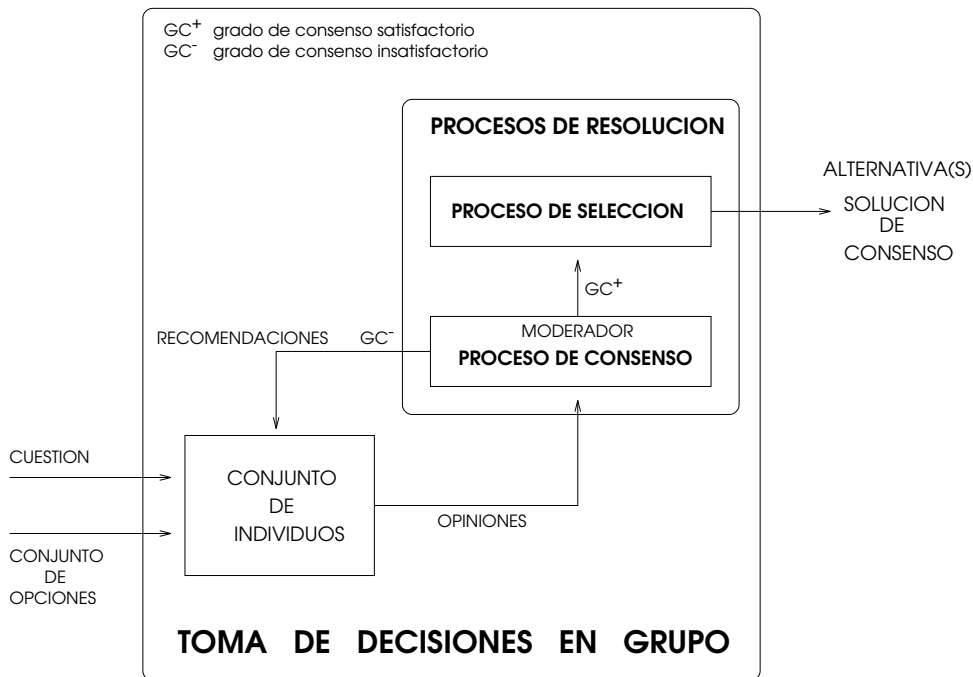 GC+ grado de consenso satisfactorio
GC- grado de consenso insatisfactorio
PROCESOS DE RESOLUCION
PROCESO DE SELECCION
ALTERNATIVA(S)
SOLUCION
DE
CONSENSO
GC+
MODERADOR
PROCESO DE CONSENSO
RECOMENDACIONES
GC-
CUESTION
CONJUNTO
DE
INDIVIDUOS
OPINIONES
CONJUNTO
DE
OPCIONES
TOMA DE DECISIONES EN GRUPO